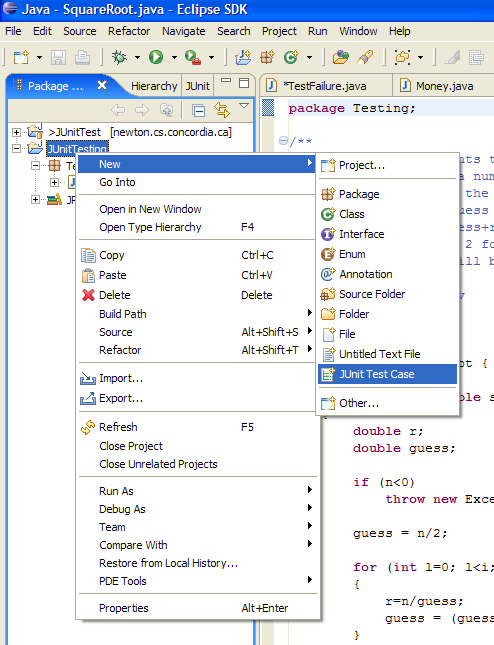 Java - SquareRoot.java - Eclipse SDK
File Edit Source Refactor Navigate Search Project Run Window Help
Package ... Hierarchy JUnit
*TestFailure.java Money.java
>JUnitTest [newton.cs.concordia.ca]
JUnitTesting
Te
J
JR
New
Go Into
Open in New Window
Open Type Hierarchy F4
Copy Ctrl+C
Paste Ctrl+V
Delete Delete
Build Path
Source Alt+Shift+S
Refactor Alt+Shift+T
Import...
Export...
Refresh F5
Close Project
Close Unrelated Projects
Run As
Debug As
Team
Compare With
Restore from Local History...
PDE Tools
Properties Alt+Enter
Project...
Package
Class
Interface
Enum
Annotation
Source Folder
Folder
File
Untitled Text File
JUnit Test Case
Other...
package Testing;
/**
nts t
a num
the
uess
ess+r
2 fo
ill b
t {
le s
{
double r;
double guess;
if (n<0)
throw new Excep
guess = n/2;
for (int l=0; l<i;
{
r=n/guess;
guess = (guess
}